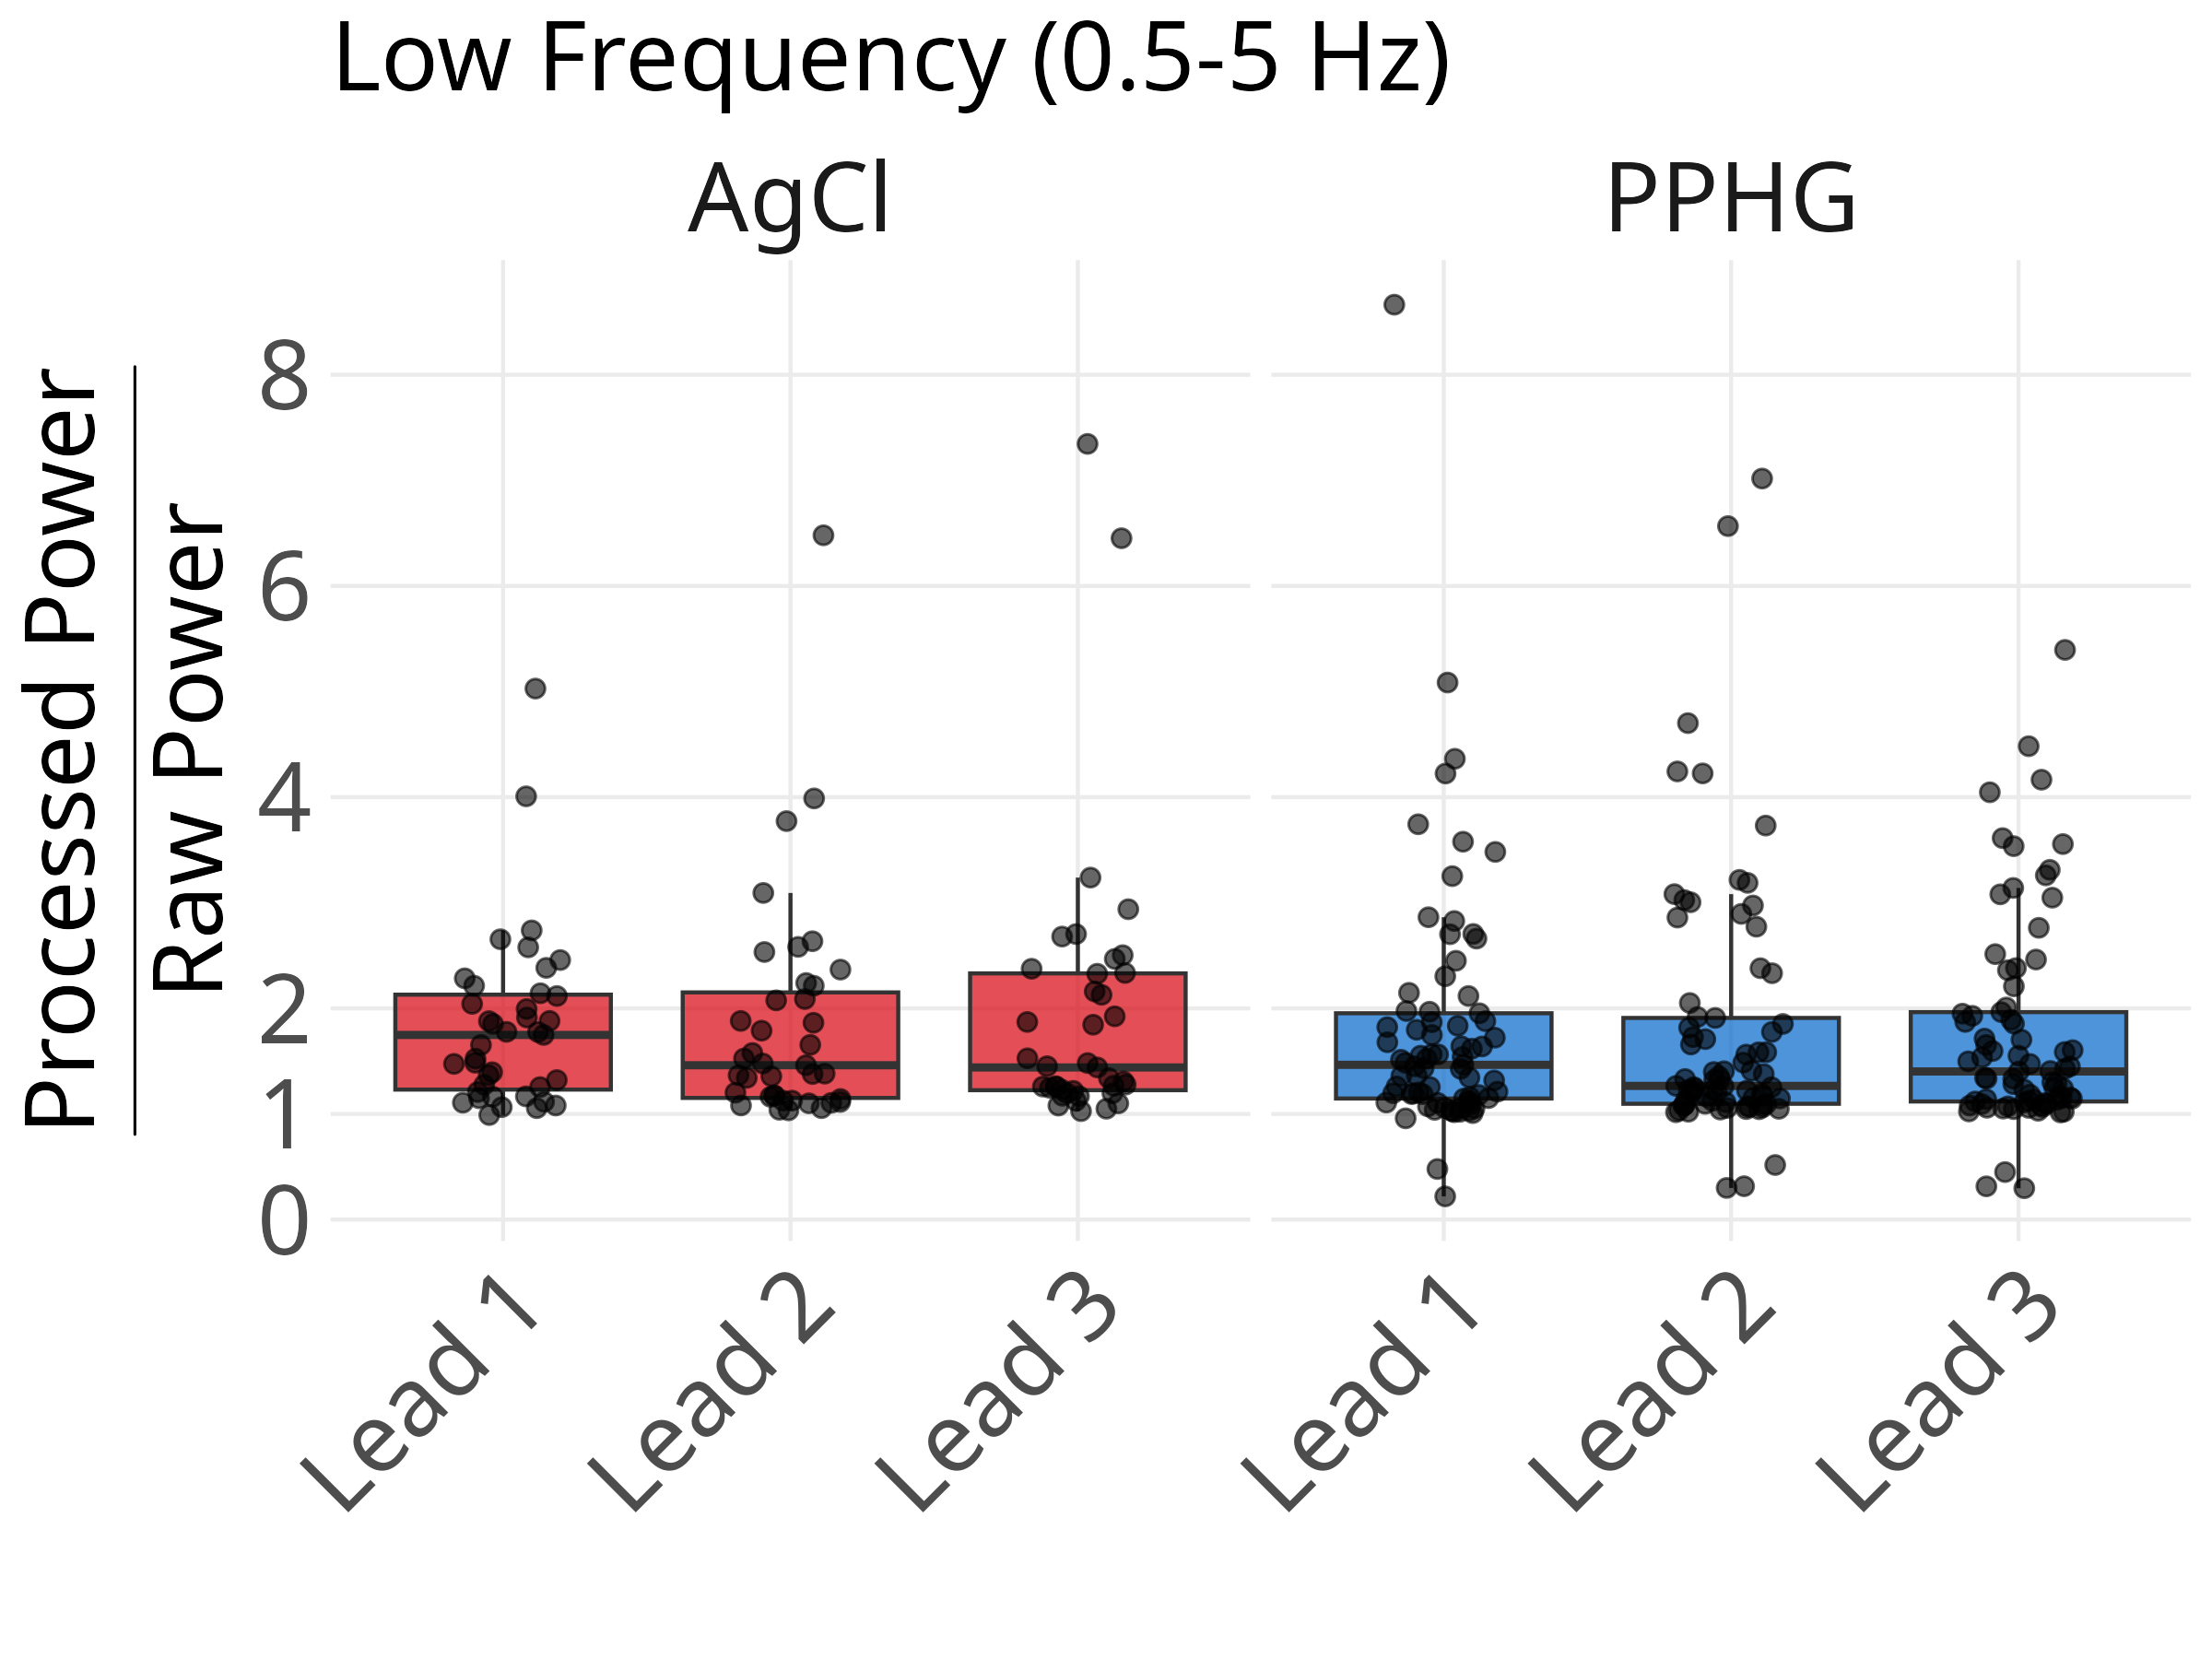 Low Frequency (0.5-5 Hz)
AgCl
PPHG
Processed Power
Raw Power
8
6
4
2
1
0
Lead 1
Lead 2
Lead 3
Lead 1
Lead 2
Lead 3